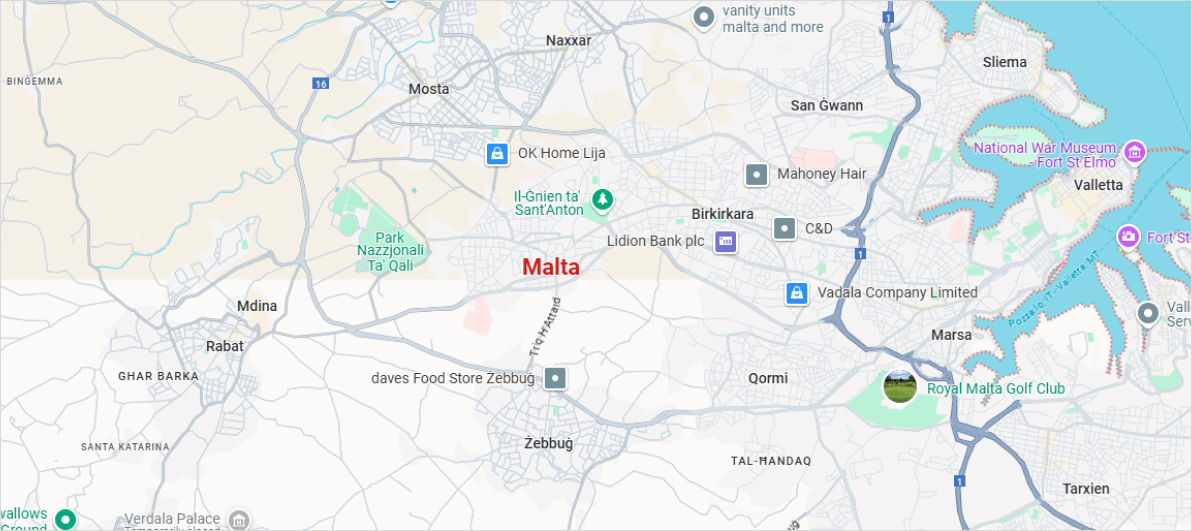 vanity units
malta and more
1
Naxxar
Sliema
BINĠEMMA
16
Mosta
San Ġwann
OK Home Lija
National War Museum
- Fort St Elmo
Mahoney Hair
Valletta
Il-Ġnien ta'
Sant'Anton
Birkirkara
C&D
Park
Nazzjonali
Ta' Qali
Lidion Bank plc
Fort St
1
Malta
Vadala Company Limited
Pozzallo, IT - Valletta, MT
Mdina
Triq Ħ'Attard
Vall
Serv
Rabat
Marsa
GHAR BARKA
daves Food Store Żebbuġ
Qormi
Royal Malta Golf Club
Żebbuġ
SANTA KATARINA
TAL-ĦANDAQ
1
Tarxien
wallows
Ground
Verdala Palace
Temporarily closed